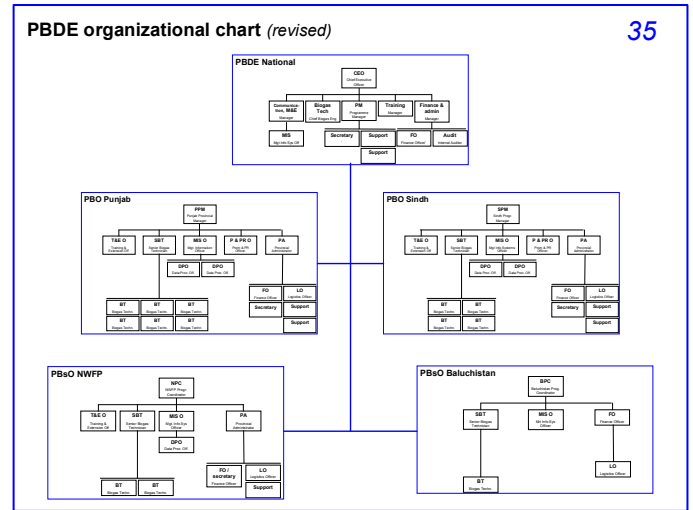 PBDE organizational chart (revised)
35
PBDE National
CEO
Chief Executive
Officer
Communica-
tion, M&E
Manager
Biogas
Tech
Chief Biogas Eng
PM
Programme
Manager
Training
Manager
Finance &
admin
Manager
MIS
Mgt Info Sys Off
Secretary
Support
FO
Finance Officer
Audit
Internal Auditor
Support
PBO Punjab
PPM
Punjab Provincial
Manager
T&E O
Training &
Extension Off
SBT
Senior Biogas
Technician
MIS O
Mgt. Information
Officer
P & PR O
Prom & PR
Officer
PA
Provincial
Administrator
DPO
Data Proc. Off
DPO
Data Proc. Off
BT
Biogas Techn.
BT
Biogas Techn.
BT
Biogas Techn.
BT
Biogas Techn.
BT
Biogas Techn.
BT
Biogas Techn.
FO
Finance Officer
LO
Logistics Officer
Secretary
Support
Support
PBO Sindh
SPM
Sindh Progr.
Manager
T&E O
Training &
Extension Off
SBT
Senior Biogas
Technician
MIS O
Mgt Info Systems
Officer
P & PR O
Prom & PR
Officer
PA
Provincial
Administrator
DPO
Data Proc. Off
DPO
Data Proc. Off
BT
Biogas Techn.
BT
Biogas Techn.
BT
Biogas Techn.
BT
Biogas Techn.
FO
Finance Officer
LO
Logistics Officer
Secretary
Support
Support
PBsO NWFP
NPC
NWFP Progr.
Coordinator
T&E O
Training &
Extension Off
SBT
Senior Biogas
Technician
MIS O
Mgt. Info Sys
Officer
PA
Provincial
Administrator
DPO
Data Proc. Off
BT
Biogas Techn.
BT
Biogas Techn.
FO /
secretary
Finance Officer
LO
Logistics Officer
Support
PBsO Baluchistan
BPC
Baluchistan Prog
Coordinator
SBT
Senior Biogas
Technician
MIS O
Info Sys
Officer
FO
Finance Officer
BT
Biogas Techn.
LO
Logistics Officer